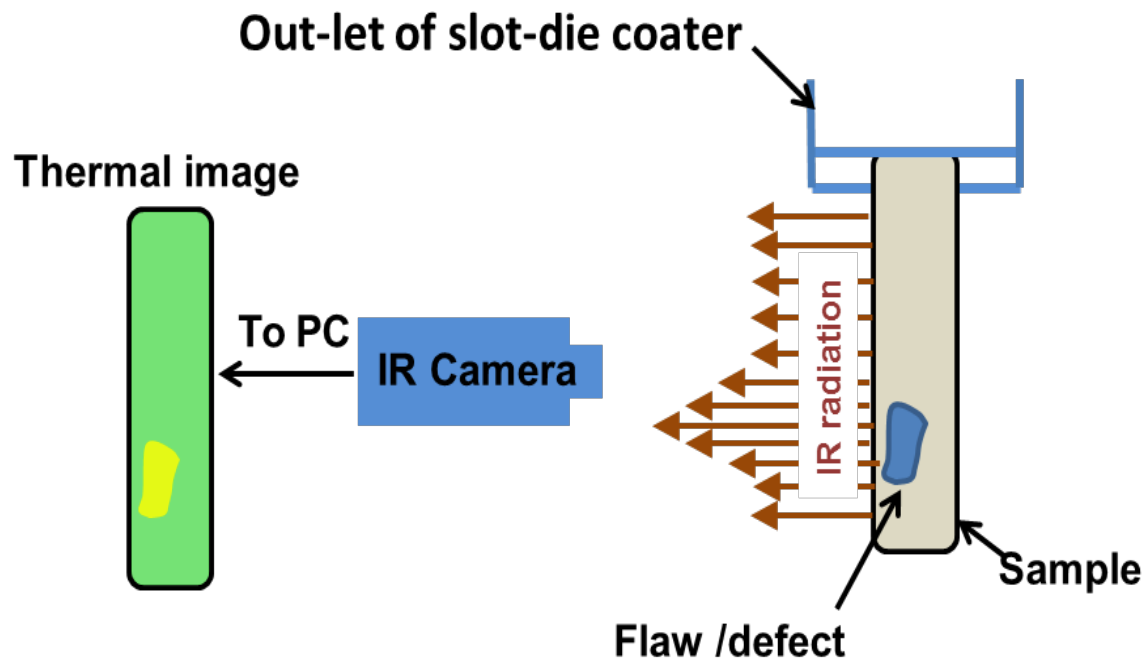 Out-let of slot-die coater
Thermal image
To PC
IR Camera
IR radiation
Sample
Flaw /defect